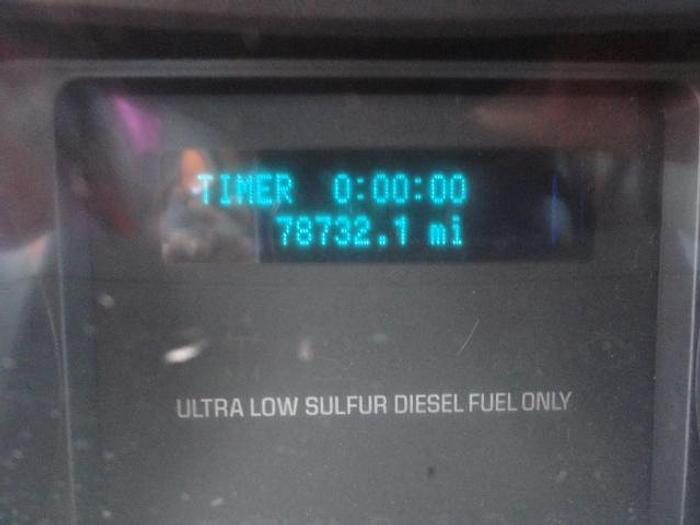 TIMER 0:00:00
78732.1 mi
ULTRA LOW SULFUR DIESEL FUEL ONLY